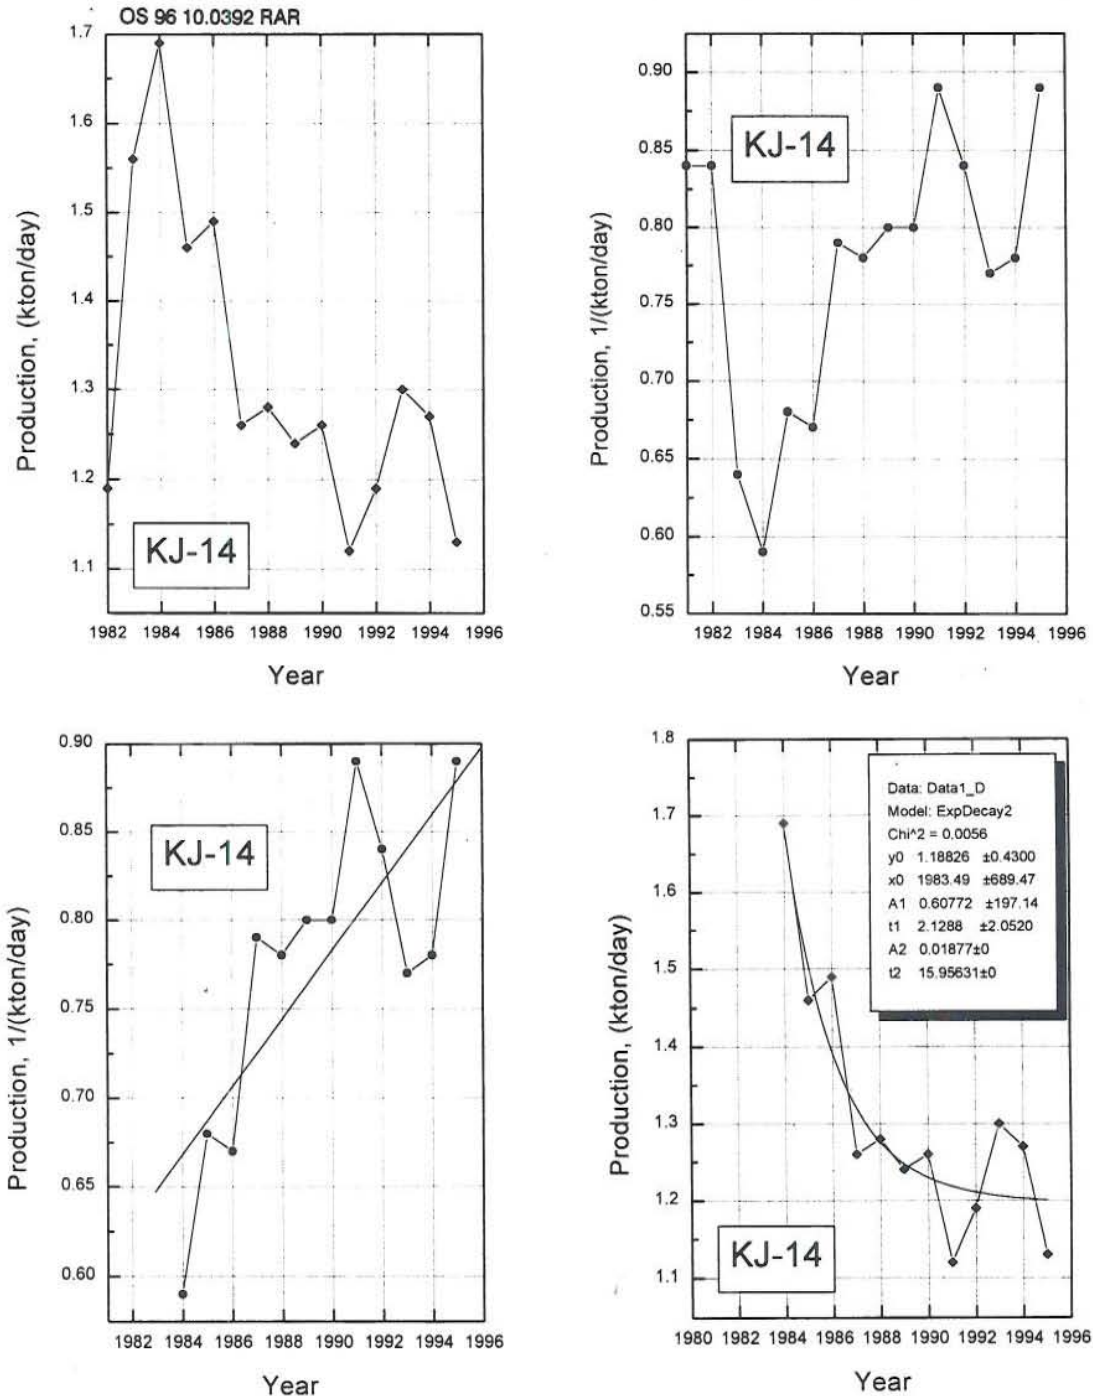 OS 96 10.0392 RAR
1.7
1.6
1.5
1.4
1.3
1.2
1.1
Production, (kton/day)
KJ-14
1982 1984 1986 1988 1990 1992 1994 1996
Year
0.90
0.85
0.80
0.75
0.70
0.65
0.60
0.55
Production, 1/(kton/day)
KJ-14
1982 1984 1986 1988 1990 1992 1994 1996
Year
0.90
0.85
0.80
0.75
0.70
0.65
0.60
Production, 1/(kton/day)
KJ-14
1982 1984 1986 1988 1990 1992 1994 1996
Year
1.8
1.7
1.6
1.5
1.4
1.3
1.2
1.1
Production, (kton/day)
Data: Data1_D
Model: ExpDecay2
Chi^2 = 0.0056
y0 1.18826 ±0.4300
x0 1983.49 ±689.47
A1 0.60772 ±197.14
t1 2.1288 ±2.0520
A2 0.01877±0
t2 15.95631±0
KJ-14
1980 1982 1984 1986 1988 1990 1992 1994 1996
Year